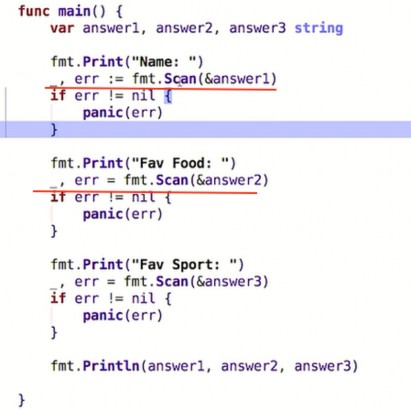 func main() {
var answer1, answer2, answer3 string
fmt.Print("Name: ")
_, err := fmt.Scan(&answer1)
if err != nil {
panic(err)
}
fmt.Print("Fav Food: ")
_, err = fmt.Scan(&answer2)
if err != nil {
panic(err)
}
fmt.Print("Fav Sport: ")
_, err = fmt.Scan(&answer3)
if err != nil {
panic(err)
}
fmt.Println(answer1, answer2, answer3)
}